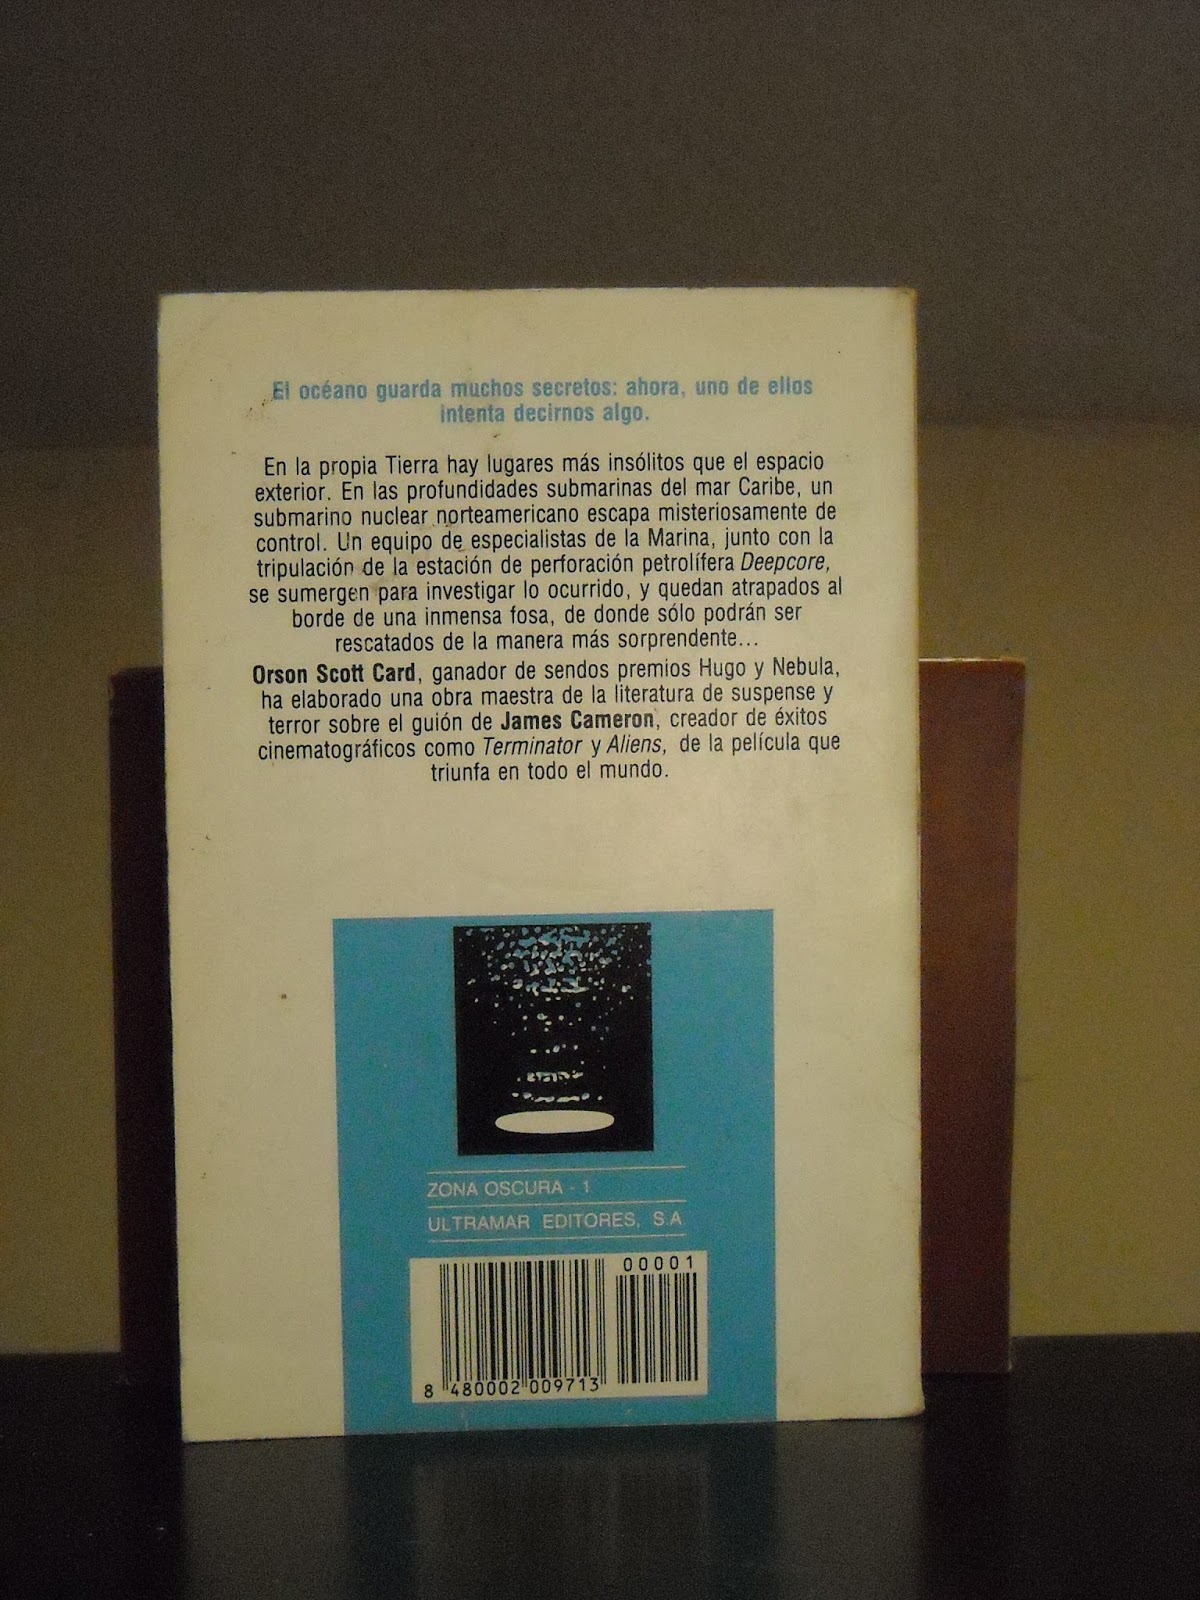 El océano guarda muchos secretos: ahora, uno de ellos
intenta decirnos algo.
En la propia Tierra hay lugares más insólitos que el espacio
exterior. En las profundidades submarinas del mar Caribe, un
submarino nuclear norteamericano escapa misteriosamente de
control. Un equipo de especialistas de la Marina, junto con la
tripulación de la estación de perforación petrolífera Deepcore,
se sumergen para investigar lo ocurrido, y quedan atrapados al
borde de una inmensa fosa, de donde sólo podrán ser
rescatados de la manera más sorprendente...
Orson Scott Card, ganador de sendos premios Hugo y Nebula,
ha elaborado una obra maestra de la literatura de suspense y
terror sobre el guión de James Cameron, creador de éxitos
cinematográficos como Terminator y Aliens, de la película que
triunfa en todo el mundo.
ZONA OSCURA - 1
ULTRAMAR EDITORES, S.A.
00001
8 480002 009713